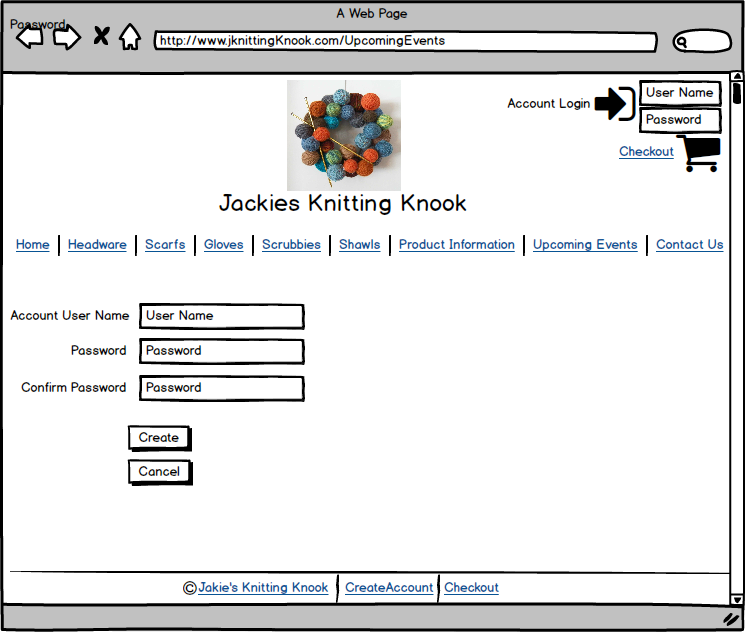 A Web Page
Password
http://www.jknittingKnook.com/UpcomingEvents
Account Login
User Name
Password
Checkout
Jackies Knitting Knook
Home Headware Scarfs Gloves Scrubbies Shawls Product Information Upcoming Events Contact Us
Account User Name User Name
Password Password
Confirm Password Password
Create
Cancel
©Jakie's Knitting Knook CreateAccount Checkout